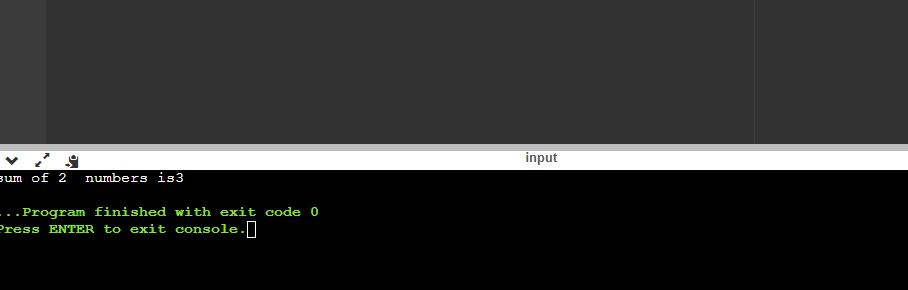 input
sum of 2  numbers is3
...Program finished with exit code 0
Press ENTER to exit console.